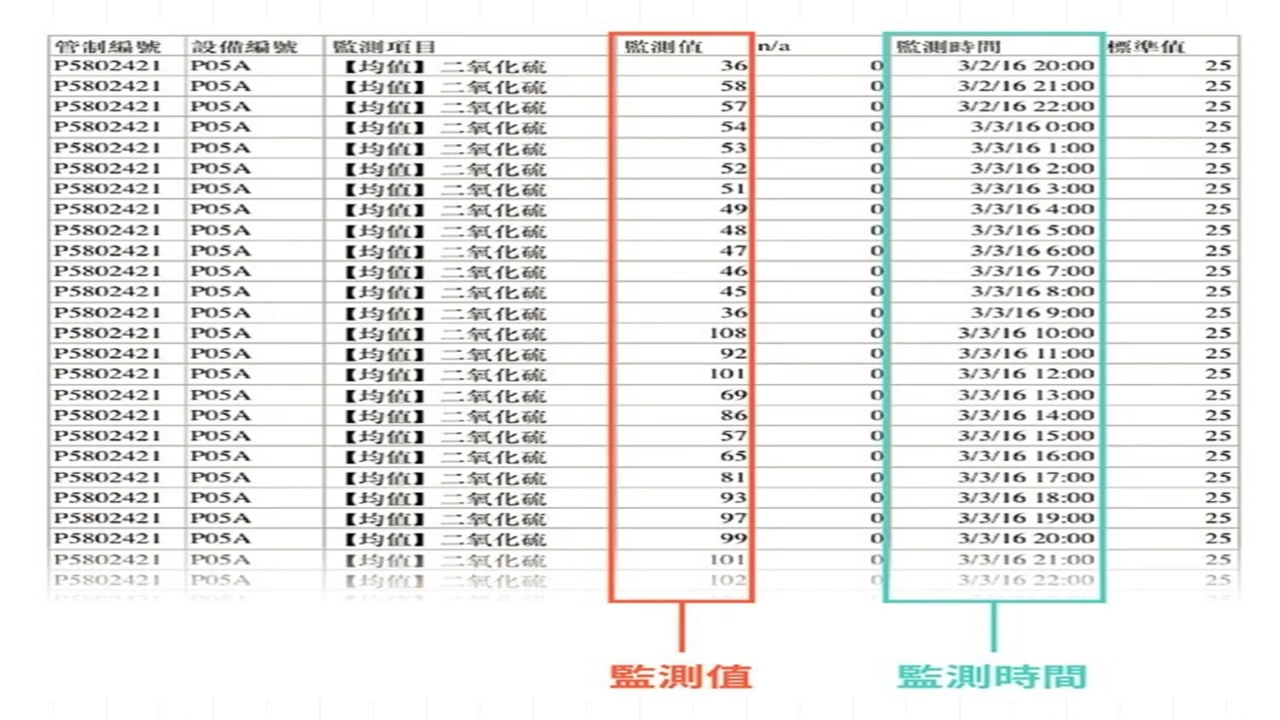 管制編號 設備編號 監測項目 監測值 n/a 監測時間 標準值
P5802421 P05A 【均值】 二氧化硫 36 0 3/2/16 20:00 25
P5802421 P05A 【均值】 二氧化硫 58 0 3/2/16 21:00 25
P5802421 P05A 【均值】 二氧化硫 57 0 3/2/16 22:00 25
P5802421 P05A 【均值】 二氧化硫 54 0 3/3/16 0:00 25
P5802421 P05A 【均值】 二氧化硫 53 0 3/3/16 1:00 25
P5802421 P05A 【均值】 二氧化硫 52 0 3/3/16 2:00 25
P5802421 P05A 【均值】 二氧化硫 51 0 3/3/16 3:00 25
P5802421 P05A 【均值】 二氧化硫 49 0 3/3/16 4:00 25
P5802421 P05A 【均值】 二氧化硫 48 0 3/3/16 5:00 25
P5802421 P05A 【均值】 二氧化硫 47 0 3/3/16 6:00 25
P5802421 P05A 【均值】 二氧化硫 46 0 3/3/16 7:00 25
P5802421 P05A 【均值】 二氧化硫 45 0 3/3/16 8:00 25
P5802421 P05A 【均值】 二氧化硫 36 0 3/3/16 9:00 25
P5802421 P05A 【均值】 二氧化硫 108 0 3/3/16 10:00 25
P5802421 P05A 【均值】 二氧化硫 92 0 3/3/16 11:00 25
P5802421 P05A 【均值】 二氧化硫 101 0 3/3/16 12:00 25
P5802421 P05A 【均值】 二氧化硫 69 0 3/3/16 13:00 25
P5802421 P05A 【均值】 二氧化硫 86 0 3/3/16 14:00 25
P5802421 P05A 【均值】 二氧化硫 57 0 3/3/16 15:00 25
P5802421 P05A 【均值】 二氧化硫 65 0 3/3/16 16:00 25
P5802421 P05A 【均值】 二氧化硫 81 0 3/3/16 17:00 25
P5802421 P05A 【均值】 二氧化硫 93 0 3/3/16 18:00 25
P5802421 P05A 【均值】 二氧化硫 97 0 3/3/16 19:00 25
P5802421 P05A 【均值】 二氧化硫 99 0 3/3/16 20:00 25
P5802421 P05A 【均值】 二氧化硫 101 0 3/3/16 21:00 25
P5802421 P05A 【均值】 二氧化硫 102 0 3/3/16 22:00 25
監測值 監測時間